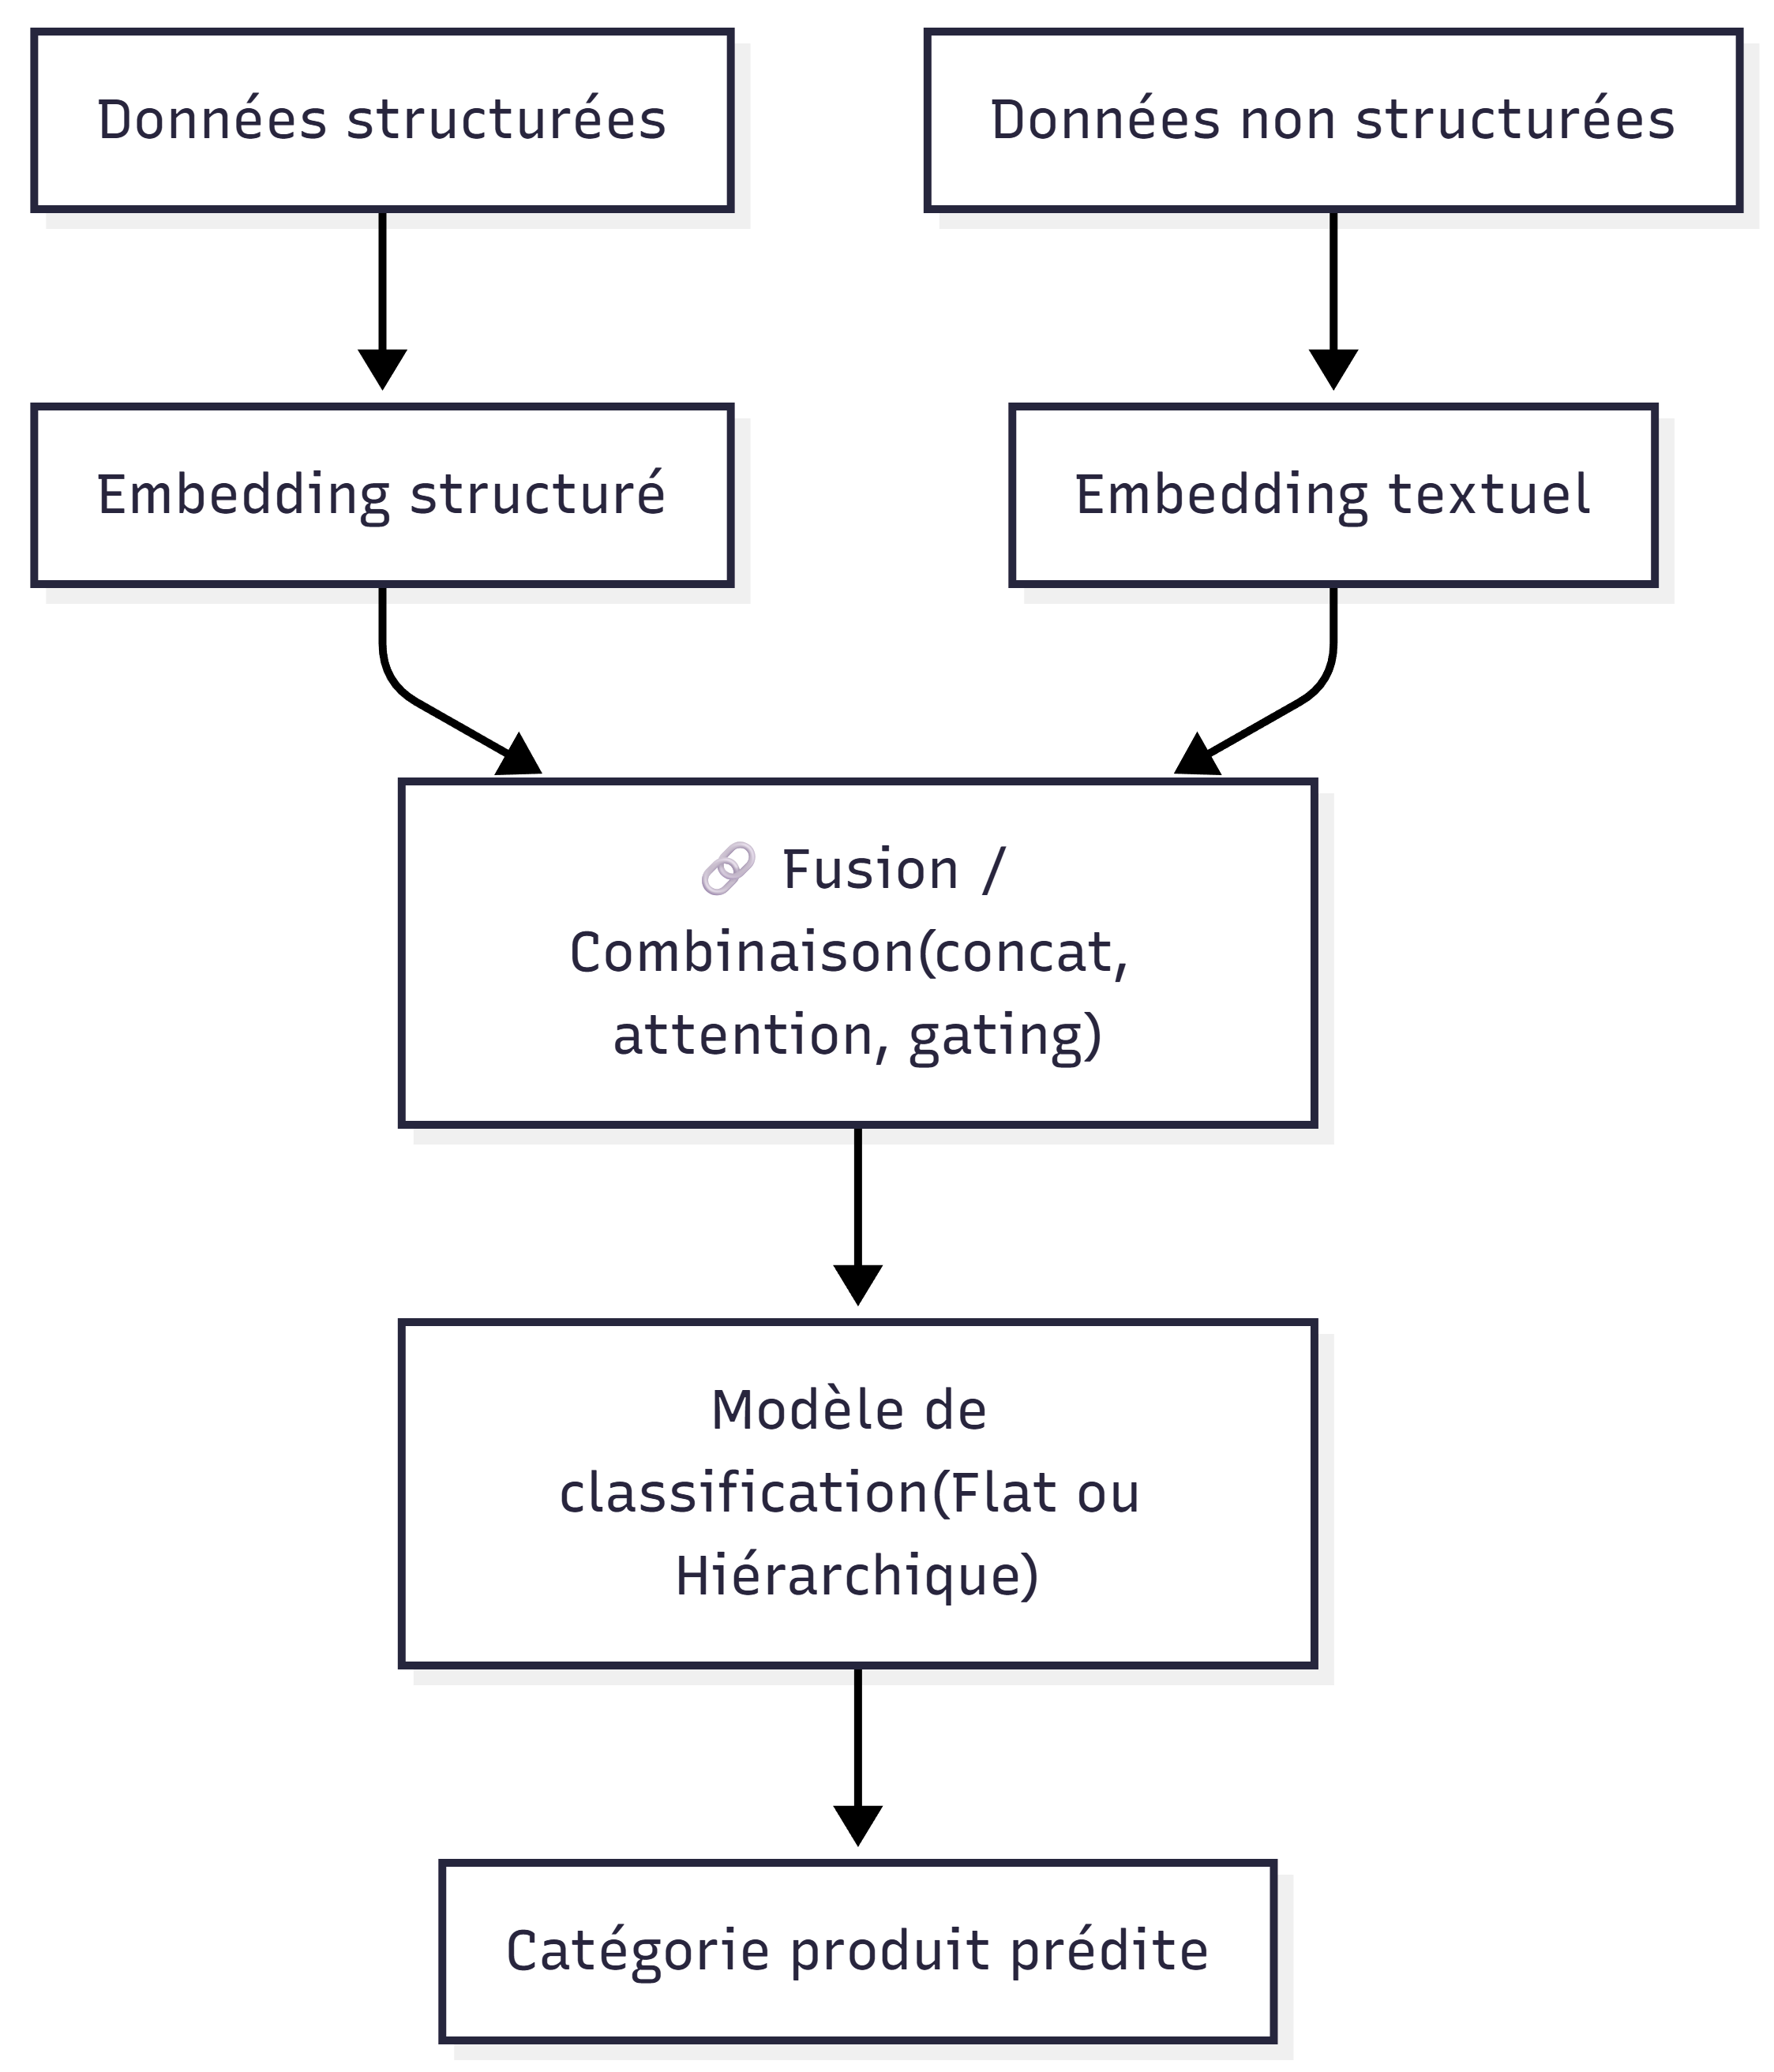 Données structurées
Données non structurées
Embedding structuré
Embedding textuel
🔗 Fusion /
Combinaison(concat,
attention, gating)
Modèle de
classification(Flat ou
Hiérarchique)
Catégorie produit prédite